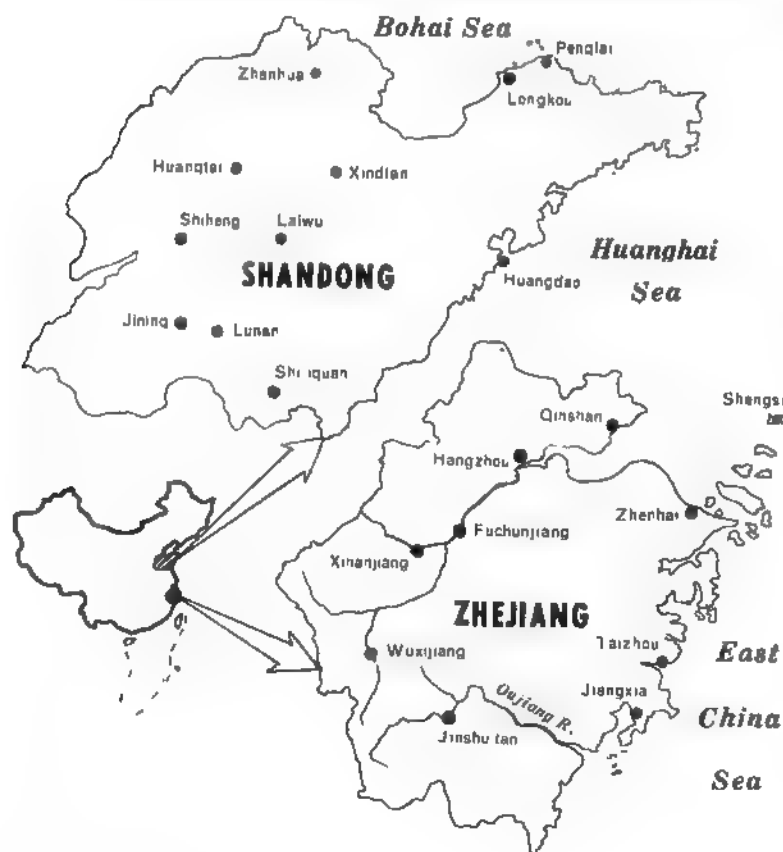 Bohai Sea
Penglai
Zhanhua
Longkou
Huangtai
Xindian
Shiheng
Laiwu
SHANDONG
Huanghai
Sea
Huangdao
Jining
Lunan
Qinshan
Hangzhou
Zhenhai
Fuchunjiang
Xinanjiang
ZHEJIANG
Wuxijiang
Taizhou
East
Jiangxia
Oujiang R.
China
Sea